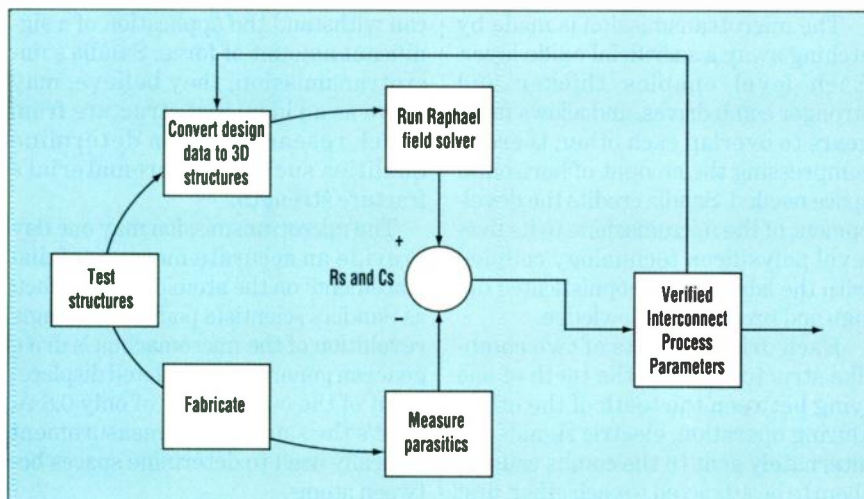 Convert design
data to 3D
structures
Run Raphael
field solver
+
Rs and Cs
−
Test
structures
Fabricate
Measure
parasitics
Verified
Interconnect
Process
Parameters